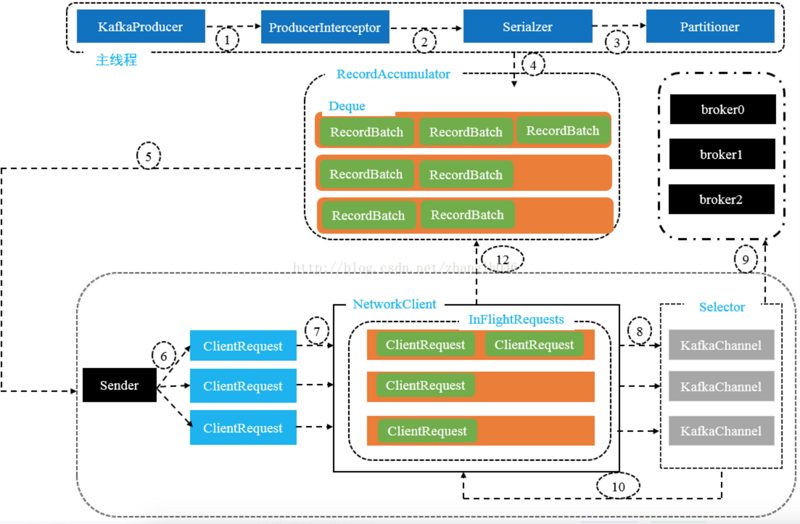 KafkaProducer
1
ProducerInterceptor
2
Serialzer
3
Partitioner
主线程
4
RecordAccumulator
Deque
RecordBatch RecordBatch RecordBatch
RecordBatch RecordBatch
RecordBatch RecordBatch
broker0
broker1
broker2
5
12
9
NetworkClient
InFlightRequests
Selector
6
7
8
ClientRequest
ClientRequest
ClientRequest
Sender
ClientRequest ClientRequest
ClientRequest
ClientRequest
KafkaChannel
KafkaChannel
KafkaChannel
10